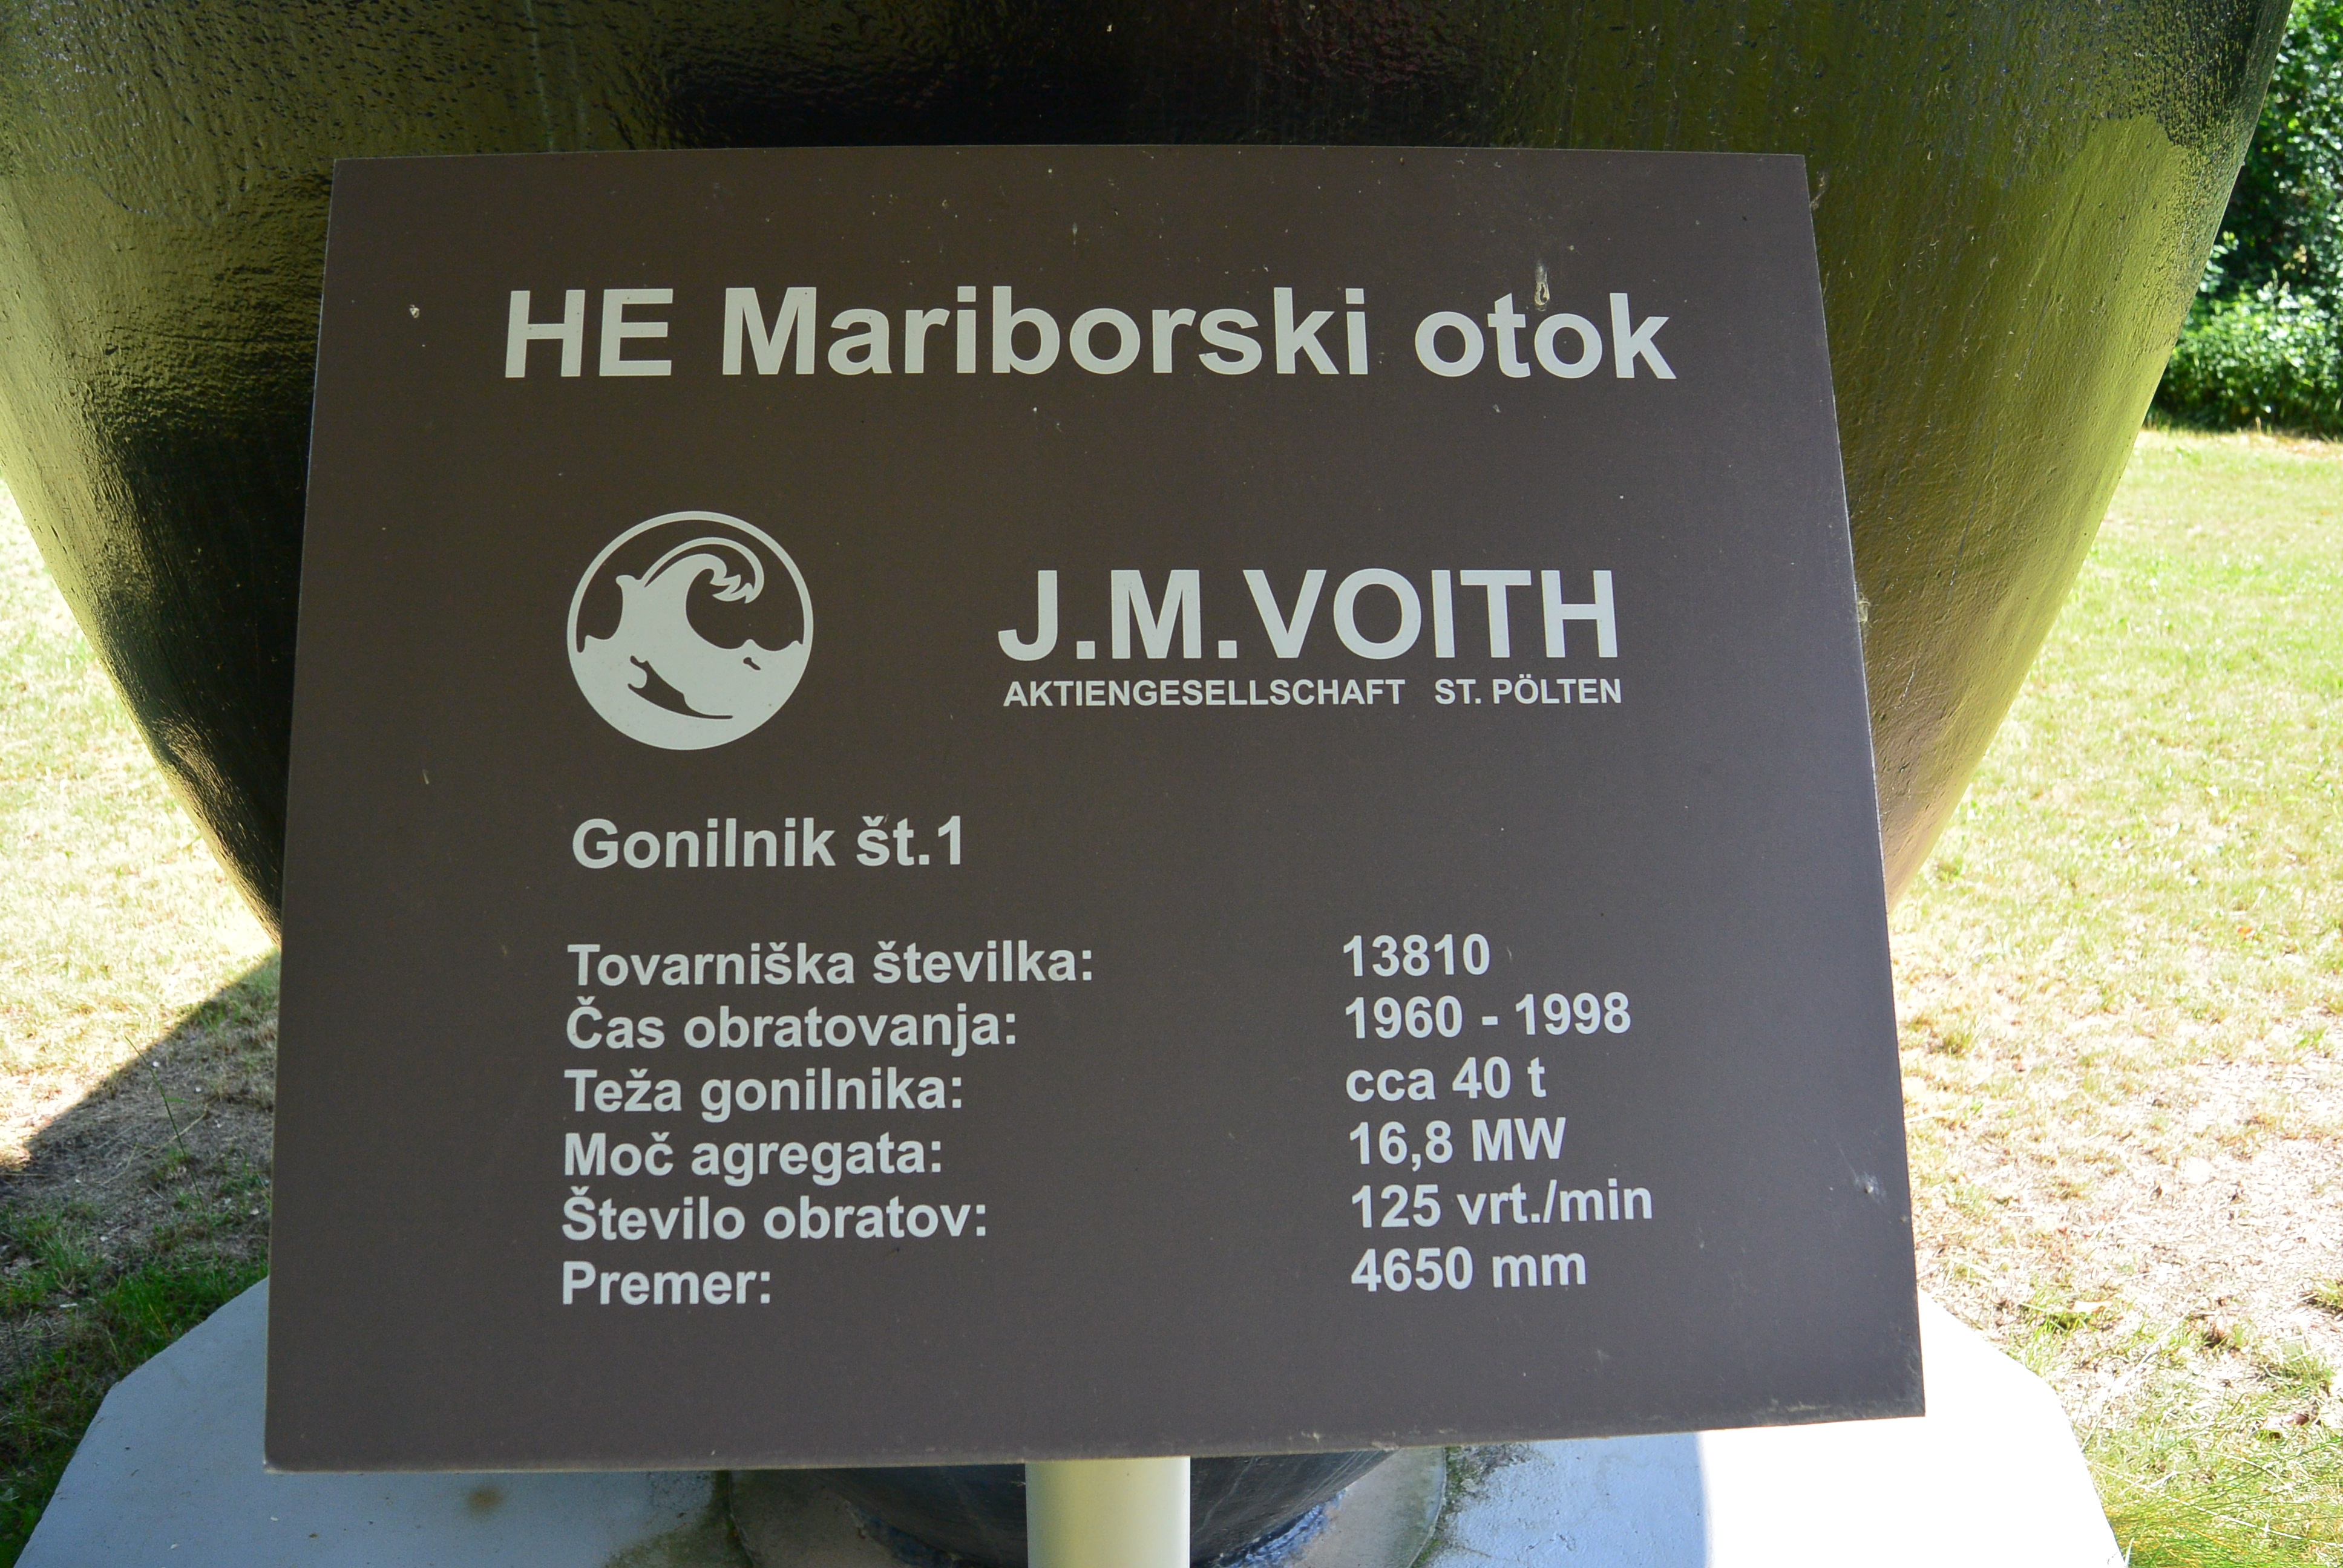 HE Mariborski otok
J.M.VOITH
AKTIENGESELLSCHAFT ST. PÖLTEN
Gonilnik št.1
Tovarniška številka: 13810
Čas obratovanja: 1960 - 1998
Teža gonilnika: cca 40 t
Moč agregata: 16,8 MW
Število obratov: 125 vrt./min
Premer: 4650 mm